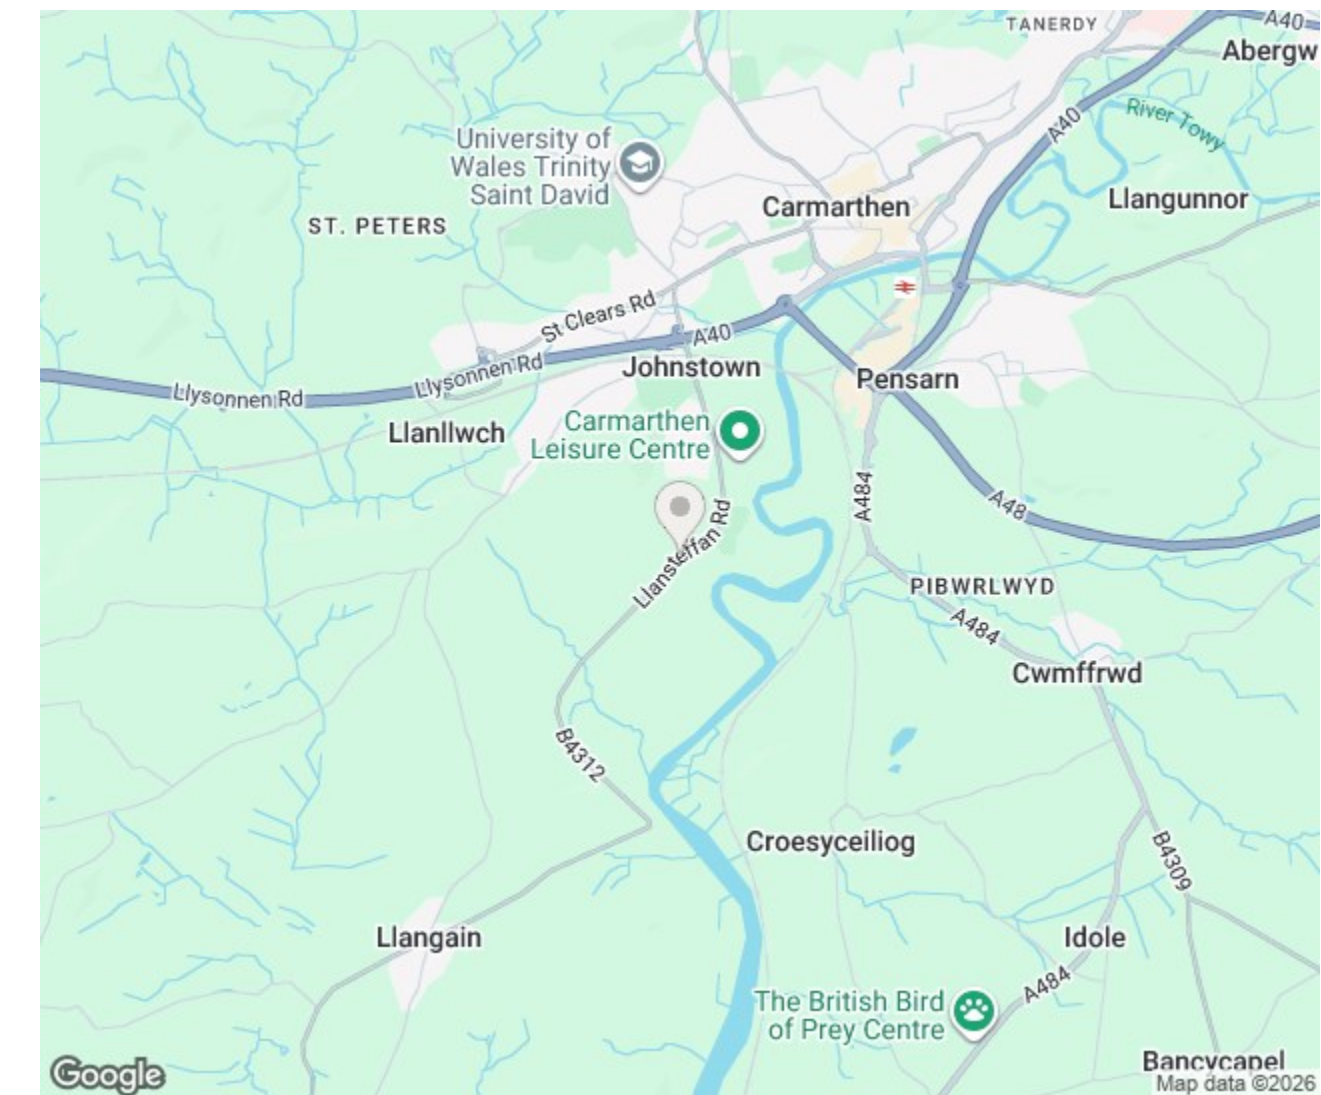 TANERDY
A40
Abergw
River Towy
A40
University of
Wales Trinity
Saint David
Carmarthen
Llangunnor
ST. PETERS
St Clears Rd
A40
Llysonnen Rd
Llysonnen Rd
Johnstown
Pensarn
Carmarthen
Leisure Centre
Llanllwch
A484
A48
Llansteffan Rd
PIBWRLWYD
A484
Cwmffrwd
B4312
Croesyceiliog
B4309
Llangain
Idole
A484
The British Bird
of Prey Centre
Bancycapel
Google
Map data ©2026